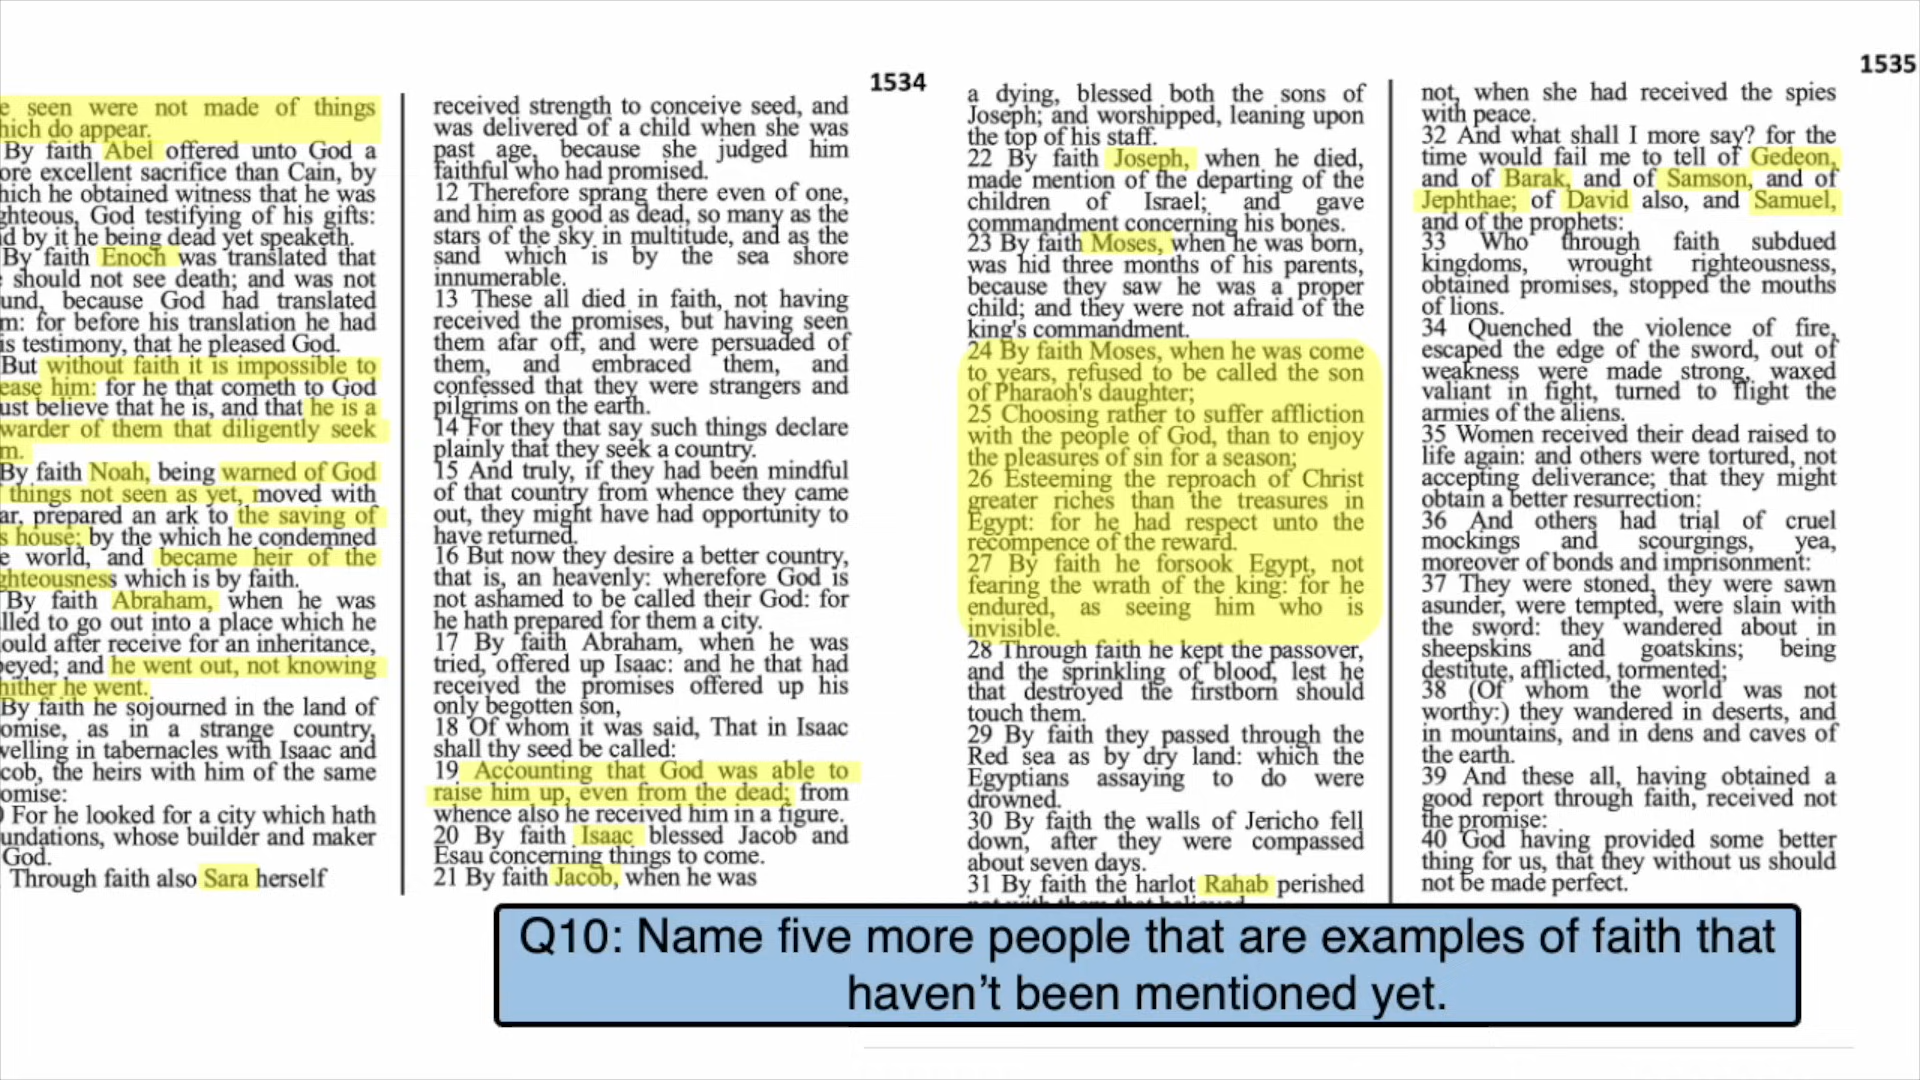 1534
1535
e seen were not made of things
hich do appear.
By faith Abel offered unto God a
ore excellent sacrifice than Cain, by
hich he obtained witness that he was
ghteous, God testifying of his gifts:
d by it he being dead yet speaketh.
By faith Enoch was translated that
should not see death; and was not
und, because God had translated
m: for before his translation he had
is testimony, that he pleased God.
But without faith it is impossible to
ease him: for he that cometh to God
ust believe that he is, and that he is a
warder of them that diligently seek
m.
By faith Noah, being warned of God
things not seen as yet, moved with
ar, prepared an ark to the saving of
s house; by the which he condemned
e world, and became heir of the
ghteousness which is by faith.
By faith Abraham, when he was
lled to go out into a place which he
ould after receive for an inheritance,
beyed; and he went out, not knowing
hither he went.
By faith he sojourned in the land of
omise, as in a strange country,
velling in tabernacles with Isaac and
cob, the heirs with him of the same
omise:
For he looked for a city which hath
undations, whose builder and maker
God.
Through faith also Sara herself
received strength to conceive seed, and
was delivered of a child when she was
past age, because she judged him
faithful who had promised.
12 Therefore sprang there even of one,
and him as good as dead, so many as the
stars of the sky in multitude, and as the
sand which is by the sea shore
innumerable.
13 These all died in faith, not having
received the promises, but having seen
them afar off, and were persuaded of
them, and embraced them, and
confessed that they were strangers and
pilgrims on the earth.
14 For they that say such things declare
plainly that they seek a country.
15 And truly, if they had been mindful
of that country from whence they came
out, they might have had opportunity to
have returned.
16 But now they desire a better country,
that is, an heavenly: wherefore God is
not ashamed to be called their God: for
he hath prepared for them a city.
17 By faith Abraham, when he was
tried, offered up Isaac: and he that had
received the promises offered up his
only begotten son,
18 Of whom it was said, That in Isaac
shall thy seed be called:
19 Accounting that God was able to
raise him up, even from the dead; from
whence also he received him in a figure.
20 By faith Isaac blessed Jacob and
Esau concerning things to come.
21 By faith Jacob, when he was
a dying, blessed both the sons of
Joseph; and worshipped, leaning upon
the top of his staff.
22 By faith Joseph, when he died,
made mention of the departing of the
children of Israel; and gave
commandment concerning his bones.
23 By faith Moses, when he was born,
was hid three months of his parents,
because they saw he was a proper
child; and they were not afraid of the
king's commandment.
24 By faith Moses, when he was come
to years, refused to be called the son
of Pharaoh's daughter;
25 Choosing rather to suffer affliction
with the people of God, than to enjoy
the pleasures of sin for a season;
26 Esteeming the reproach of Christ
greater riches than the treasures in
Egypt: for he had respect unto the
recompence of the reward.
27 By faith he forsook Egypt, not
fearing the wrath of the king: for he
endured, as seeing him who is
invisible.
28 Through faith he kept the passover,
and the sprinkling of blood, lest he
that destroyed the firstborn should
touch them.
29 By faith they passed through the
Red sea as by dry land: which the
Egyptians assaying to do were
drowned.
30 By faith the walls of Jericho fell
down, after they were compassed
about seven days.
31 By faith the harlot Rahab perished
not, when she had received the spies
with peace.
32 And what shall I more say? for the
time would fail me to tell of Gedeon,
and of Barak, and of Samson, and of
Jephthae; of David also, and Samuel,
and of the prophets:
33 Who through faith subdued
kingdoms, wrought righteousness,
obtained promises, stopped the mouths
of lions.
34 Quenched the violence of fire,
escaped the edge of the sword, out of
weakness were made strong, waxed
valiant in fight, turned to flight the
armies of the aliens.
35 Women received their dead raised to
life again: and others were tortured, not
accepting deliverance; that they might
obtain a better resurrection:
36 And others had trial of cruel
mockings and scourgings, yea,
moreover of bonds and imprisonment:
37 They were stoned, they were sawn
asunder, were tempted, were slain with
the sword: they wandered about in
sheepskins and goatskins; being
destitute, afflicted, tormented;
38 (Of whom the world was not
worthy:) they wandered in deserts, and
in mountains, and in dens and caves of
the earth.
39 And these all, having obtained a
good report through faith, received not
the promise:
40 God having provided some better
thing for us, that they without us should
not be made perfect.
Q10: Name five more people that are examples of faith that
haven't been mentioned yet.